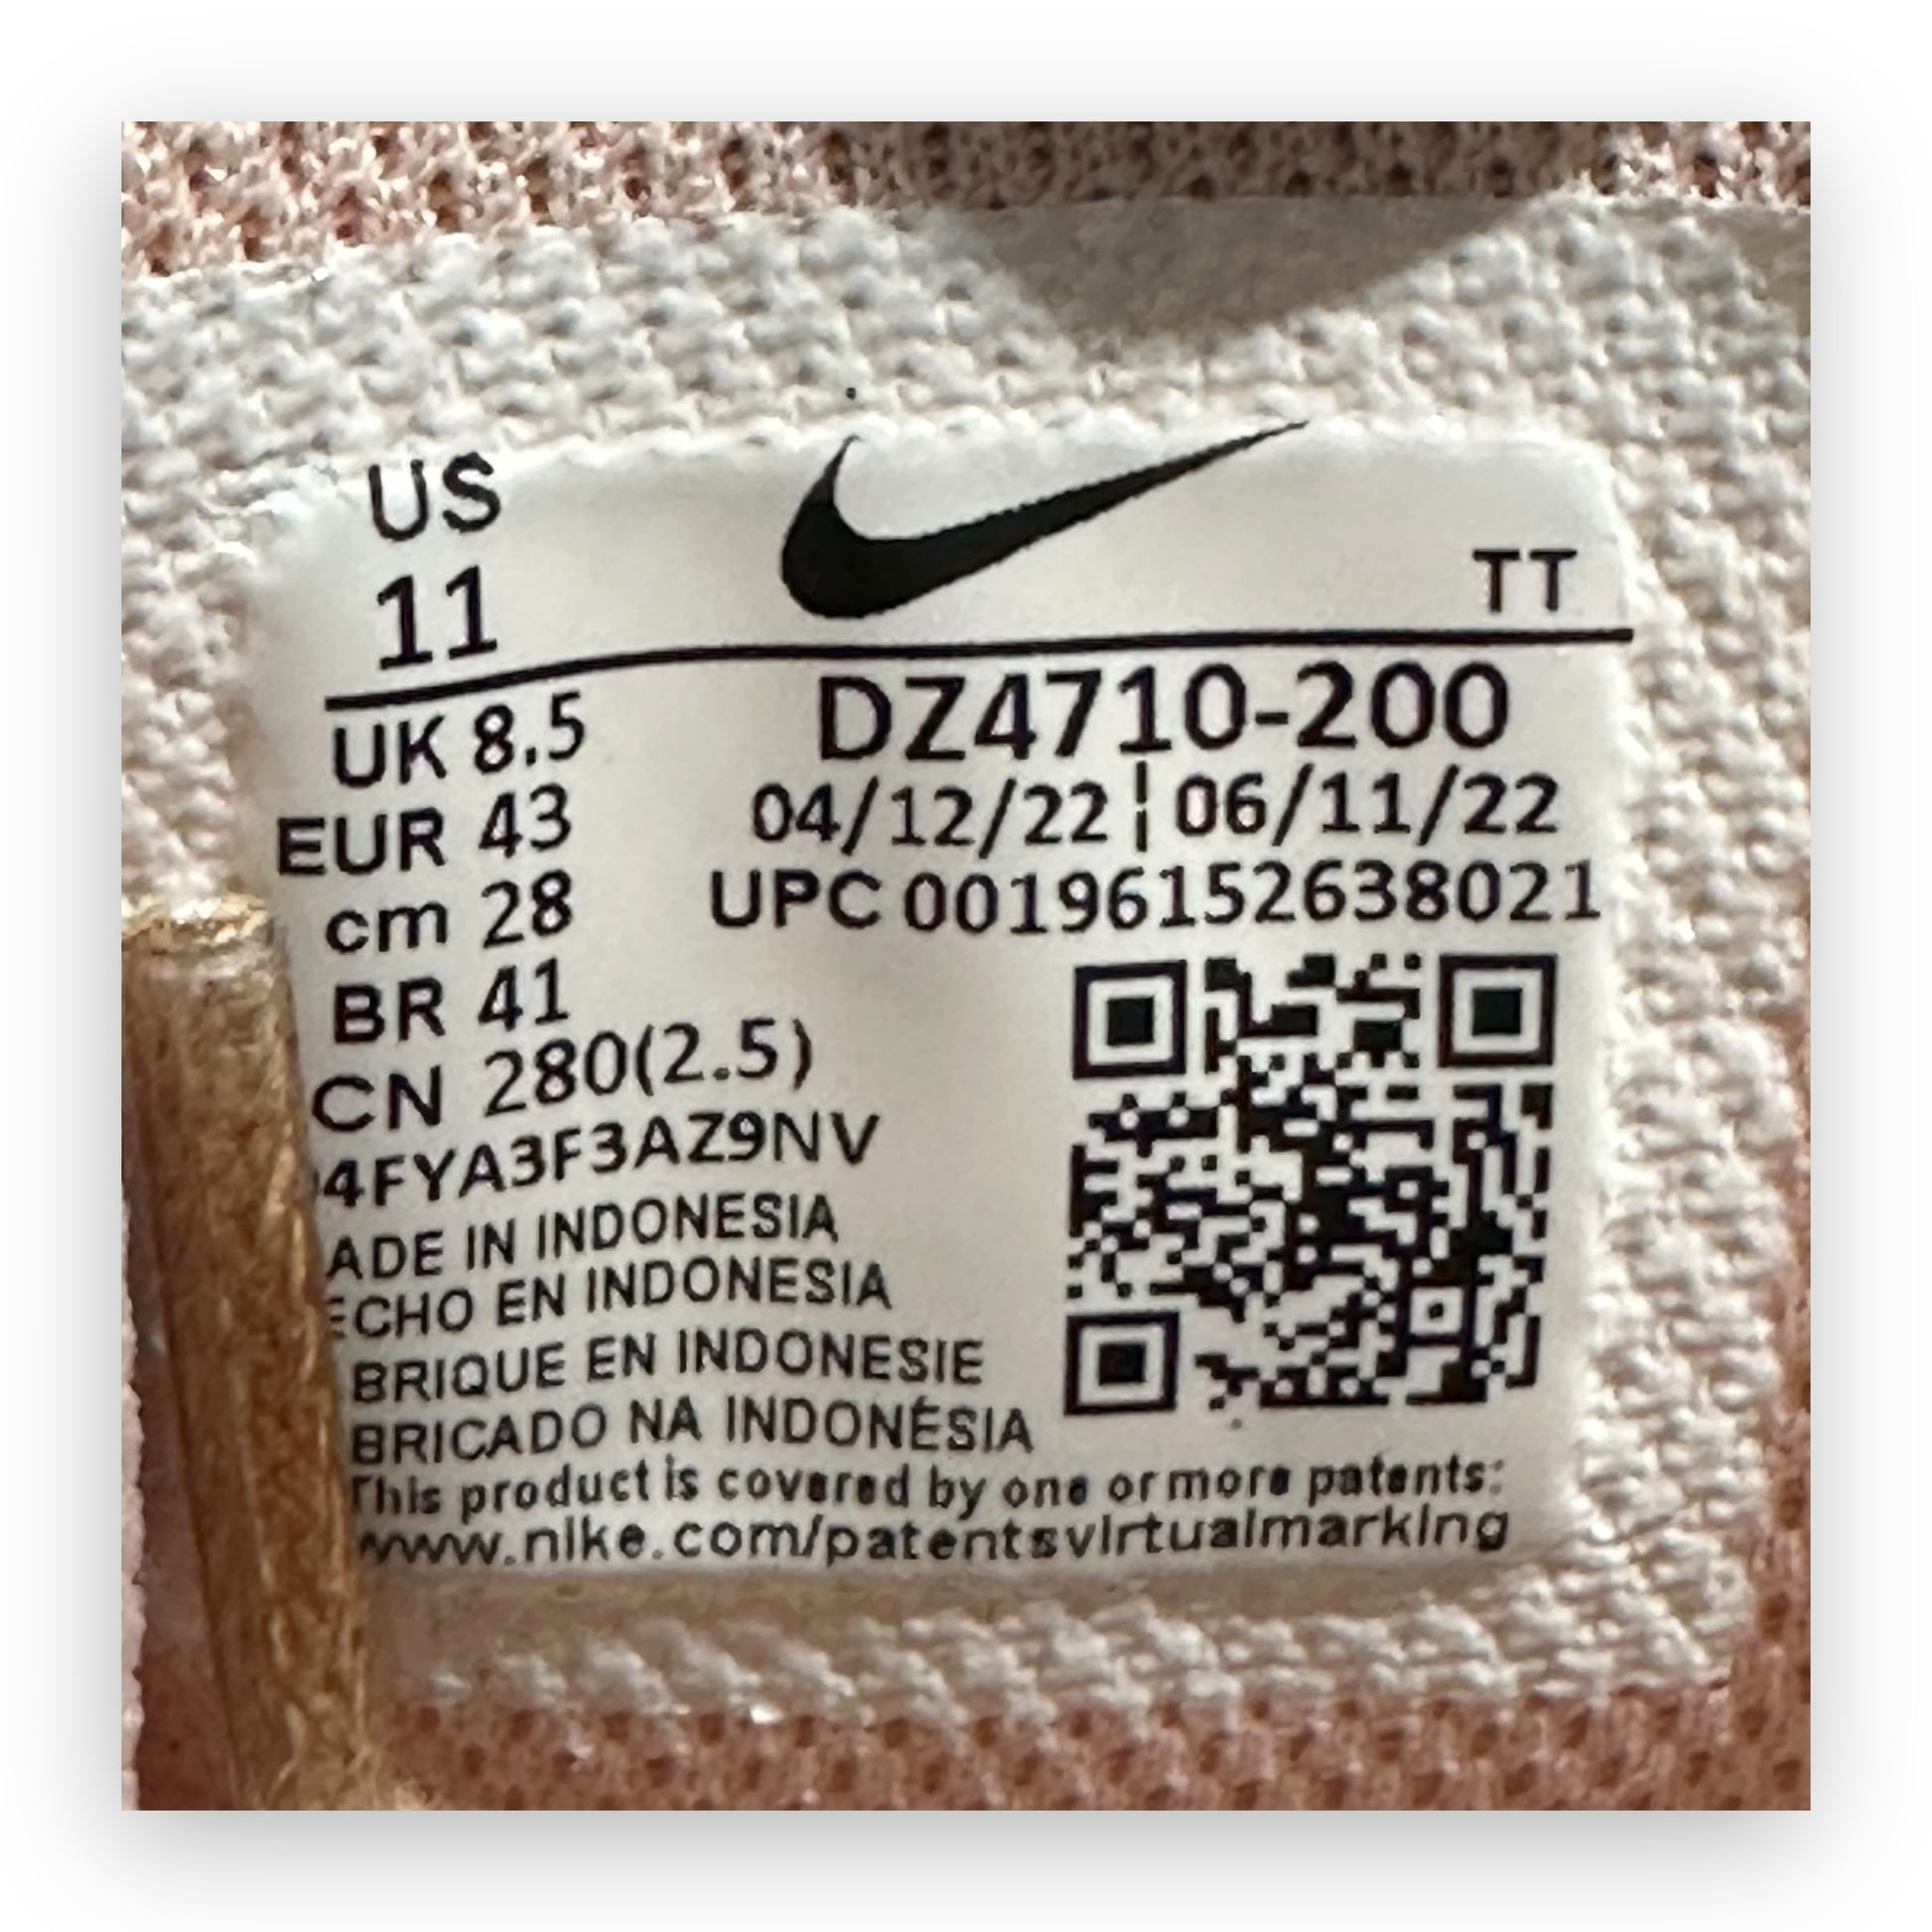 US
11
TT
UK 8.5
EUR 43
cm 28
BR 41
CN 280(2.5)
DZ4710-200
04/12/22 ¦ 06/11/22
UPC 00196152638021
4FYA3F3AZ9NV
ADE IN INDONESIA
ECHO EN INDONESIA
BRIQUE EN INDONESIE
BRICADO NA INDONÉSIA
This product is covered by one or more patents:
www.nike.com/patentsvirtualmarking